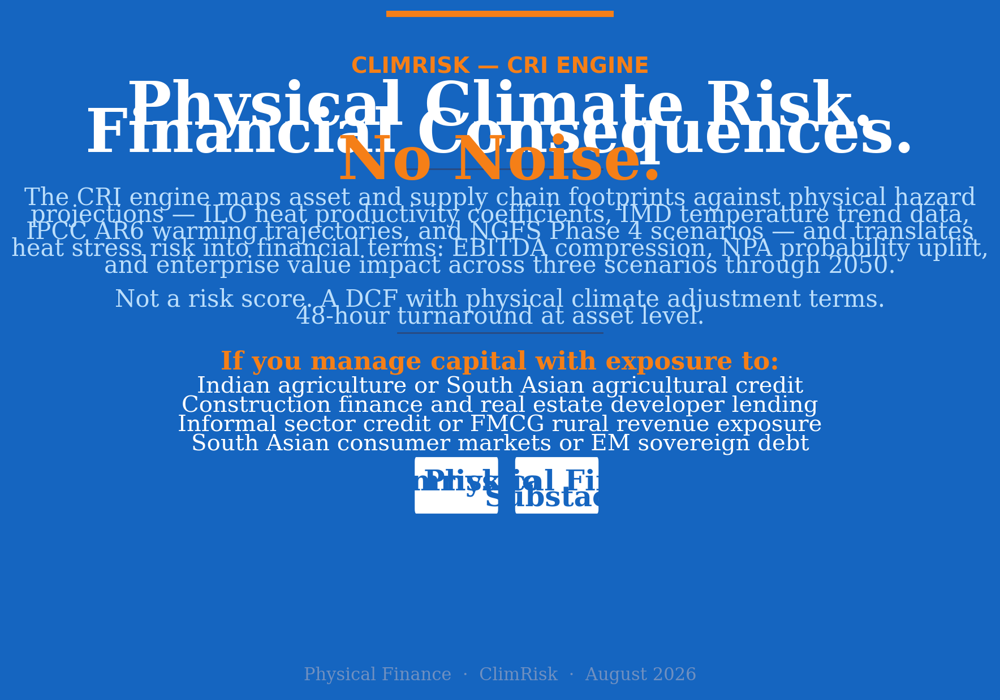 CLIMRISK — CRI ENGINE
Physical Climate Risk.
Financial Consequences.
No Noise.
The CRI engine maps asset and supply chain footprints against physical hazard
projections — ILO heat productivity coefficients, IMD temperature trend data,
IPCC AR6 warming trajectories, and NGFS Phase 4 scenarios — and translates
heat stress risk into financial terms: EBITDA compression, NPA probability uplift,
and enterprise value impact across three scenarios through 2050.
Not a risk score. A DCF with physical climate adjustment terms.
48-hour turnaround at asset level.
If you manage capital with exposure to:
Indian agriculture or South Asian agricultural credit
Construction finance and real estate developer lending
Informal sector credit or FMCG rural revenue exposure
South Asian consumer markets or EM sovereign debt
Physical Finance · ClimRisk · August 2026